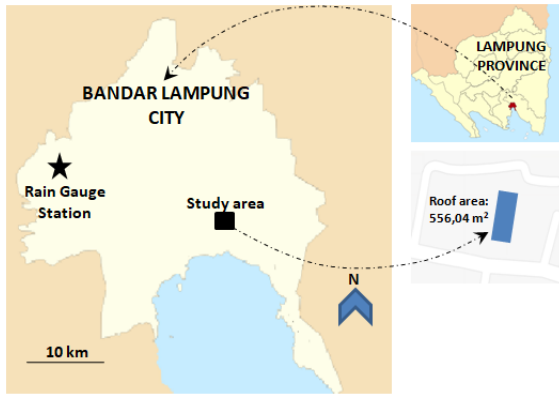 BANDAR LAMPUNG
CITY
Rain Gauge
Station
Study area
N
10 km
LAMPUNG
PROVINCE
Roof area:
556,04 m²